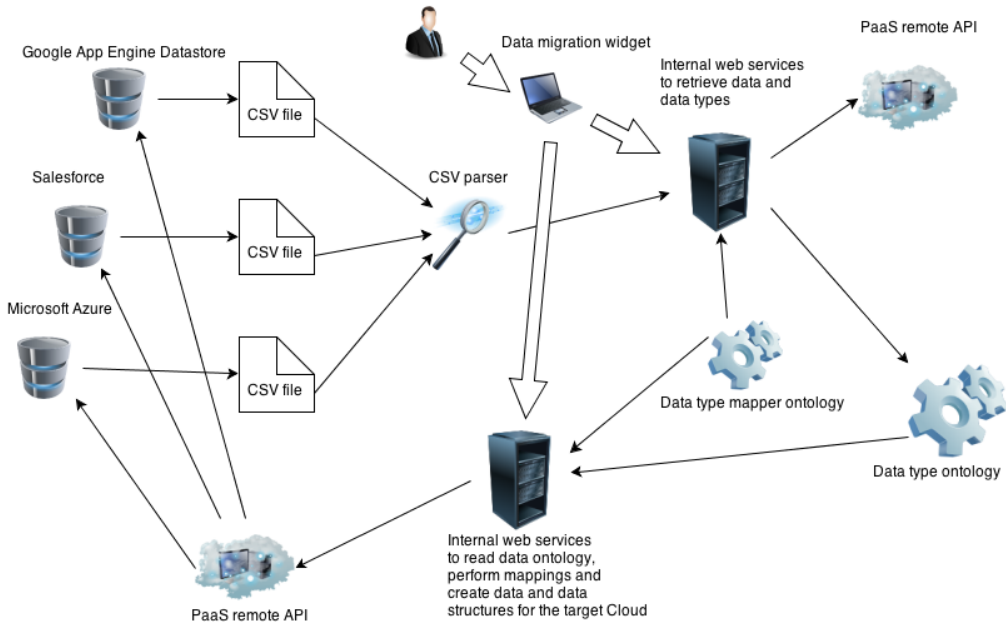 PaaS remote API
Data migration widget
Google App Engine Datastore
Internal web services
to retrieve data and
data types
CSV file
Salesforce
CSV parser
CSV file
Microsoft Azure
CSV file
Data type mapper ontology
Data type ontology
Internal web services
to read data ontology,
perform mappings and
create data and data
structures for the target Cloud
PaaS remote API